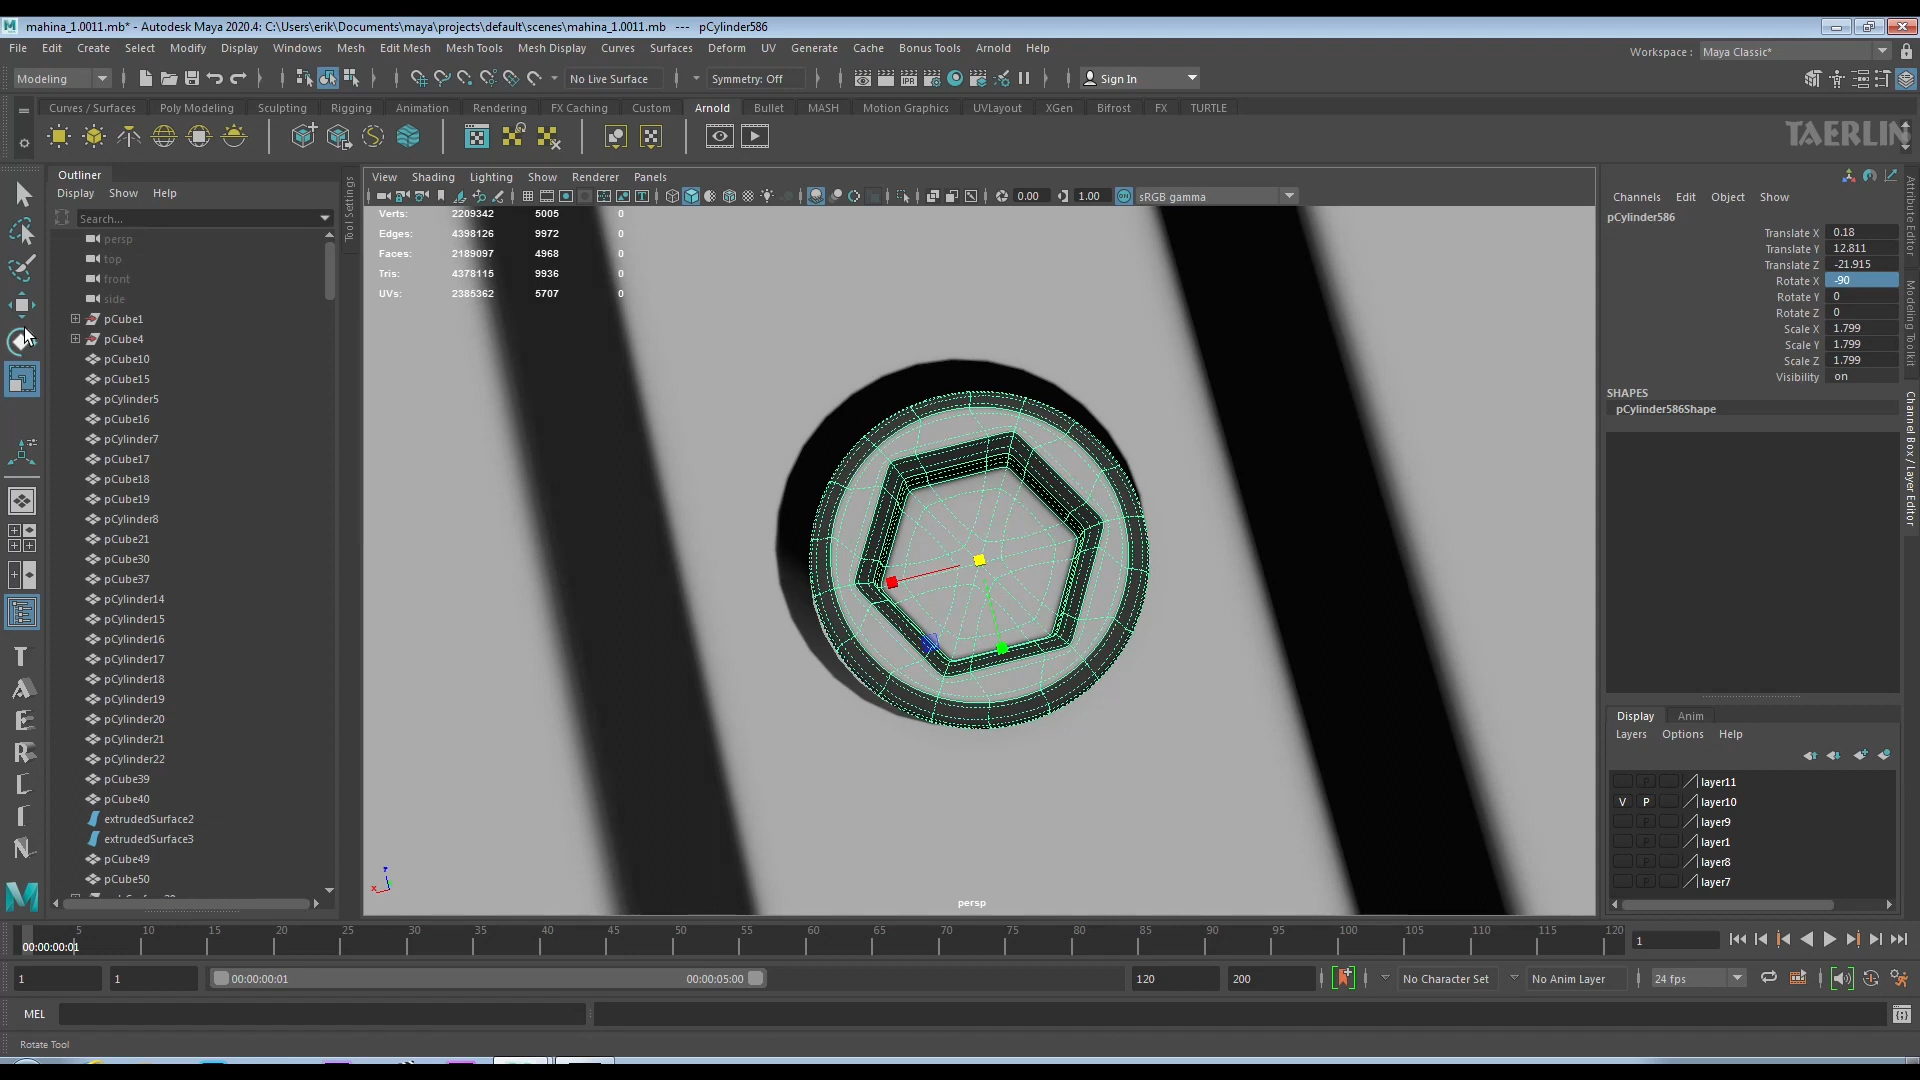 mahina_1.0011.mb* - Autodesk Maya 2020.4: C:\Users\erik\Documents\maya\projects\default\scenes\mahina_1.0011.mb   ---   pCylinder586
File Edit Create Select Modify Display Windows Mesh Edit Mesh Mesh Tools Mesh Display Curves Surfaces Deform UV Generate Cache Bonus Tools Arnold Help
Workspace : Maya Classic*
Modeling No Live Surface Symmetry: Off Sign In
Curves / Surfaces Poly Modeling Sculpting Rigging Animation Rendering FX Caching Custom Arnold Bullet MASH Motion Graphics UVLayout XGen Bifrost FX TURTLE
TAERLIN
Outliner
Display Show Help
Search...
persp
top
front
side
pCube1
pCube4
pCube10
pCube15
pCylinder5
pCube16
pCylinder7
pCube17
pCube18
pCube19
pCylinder8
pCube21
pCube30
pCube37
pCylinder14
pCylinder15
pCylinder16
pCylinder17
pCylinder18
pCylinder19
pCylinder20
pCylinder21
pCylinder22
pCube39
pCube40
extrudedSurface2
extrudedSurface3
pCube49
pCube50
Tool Settings
View Shading Lighting Show Renderer Panels
0.00 1.00 sRGB gamma
Verts: 2209342 5005 0
Edges: 4398126 9972 0
Faces: 2189097 4968 0
Tris: 4378115 9936 0
UVs: 2385362 5707 0
persp
Channels Edit Object Show
pCylinder586
Translate X 0.18
Translate Y 12.811
Translate Z -21.915
Rotate X -90
Rotate Y 0
Rotate Z 0
Scale X 1.799
Scale Y 1.799
Scale Z 1.799
Visibility on
SHAPES
pCylinder586Shape
Display Anim
Layers Options Help
layer11
V P layer10
layer9
layer1
layer8
layer7
Attribute Editor
Modeling Toolkit
Channel Box / Layer Editor
5 10 15 20 25 30 35 40 45 50 55 60 65 70 75 80 85 90 95 100 105 110 115 120
00:00:00:01
1
1 1 00:00:00:01 00:00:05:00 120 200 No Character Set No Anim Layer 24 fps
MEL
Rotate Tool